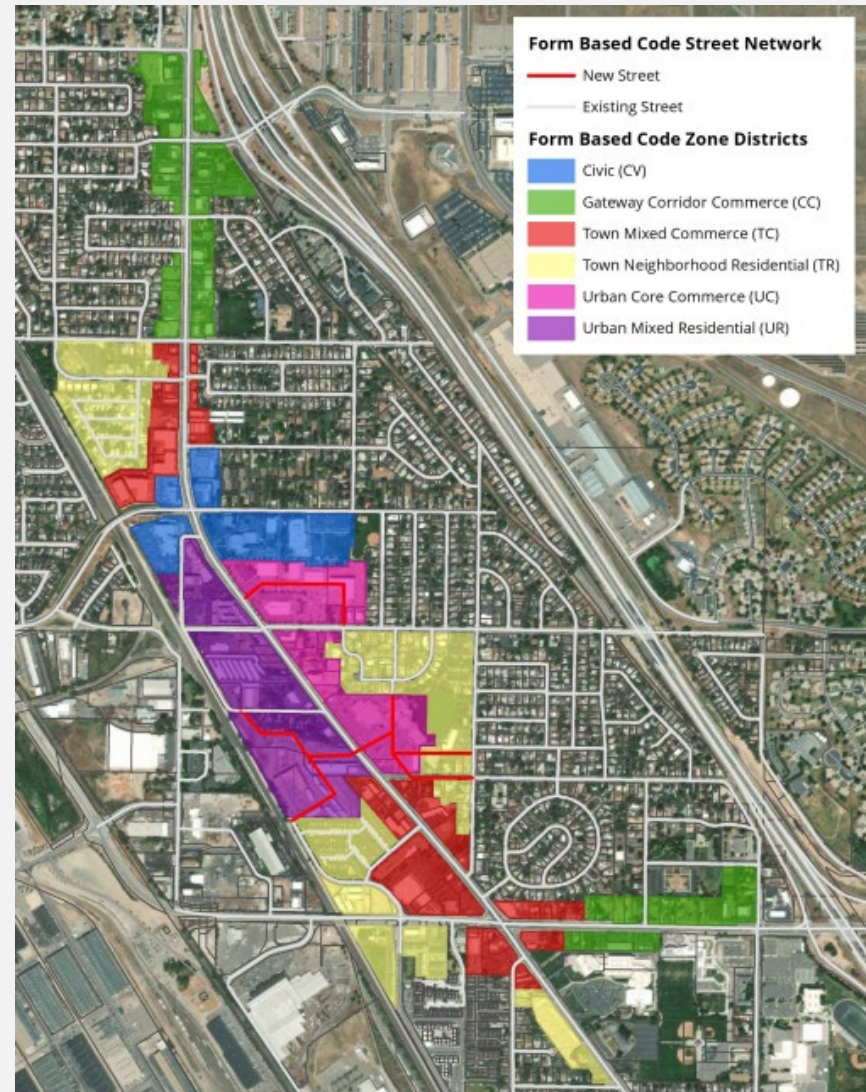 Form Based Code Street Network
New Street
Existing Street
Form Based Code Zone Districts
Civic (CV)
Gateway Corridor Commerce (CC)
Town Mixed Commerce (TC)
Town Neighborhood Residential (TR)
Urban Core Commerce (UC)
Urban Mixed Residential (UR)